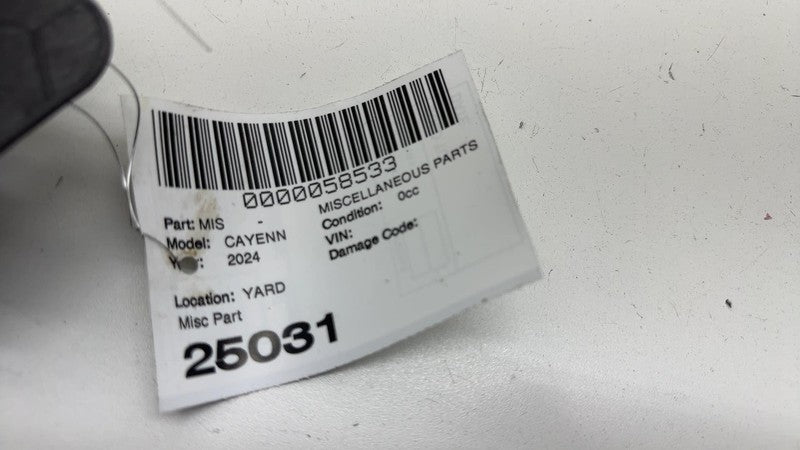 0000058533
Part: MIS - MISCELLANEOUS PARTS
Model: CAYENN Condition: 0cc
2024 VIN:
Damage Code:
Location: YARD
Misc Part
25031